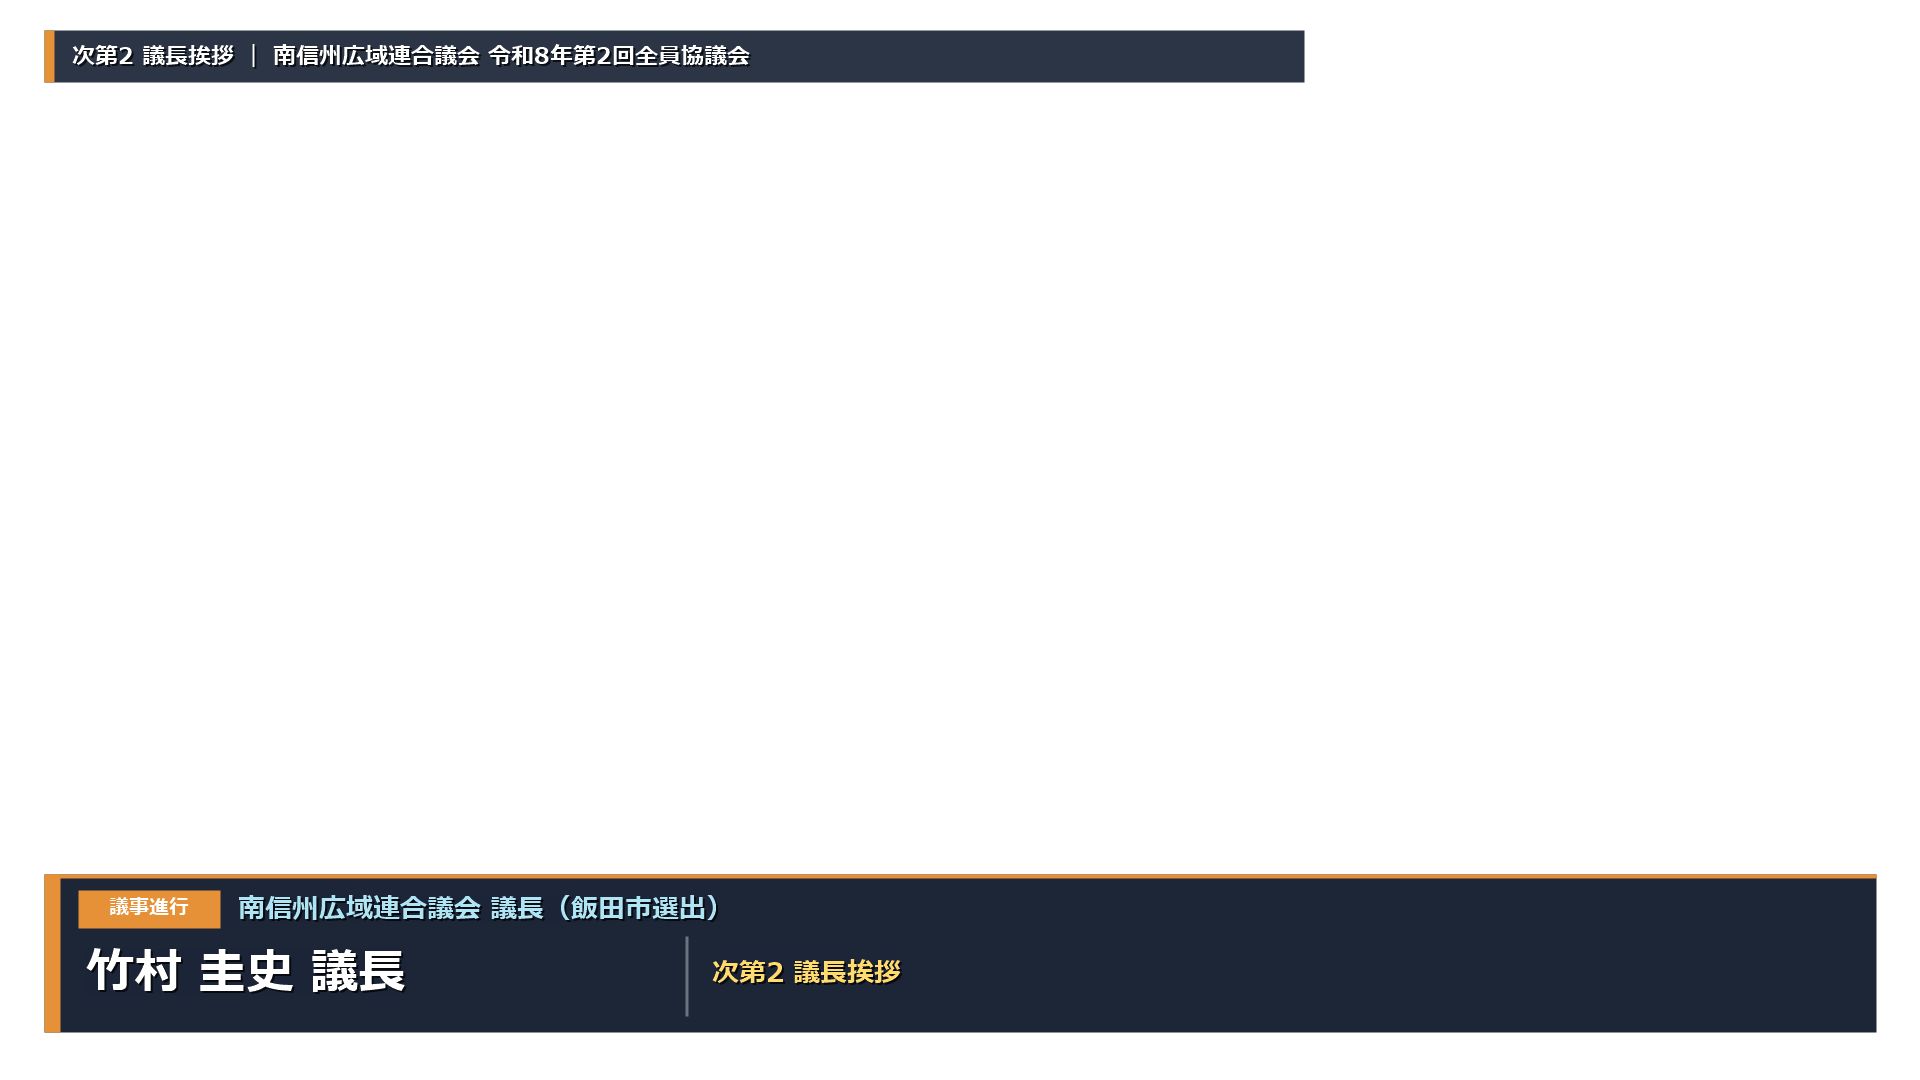 次第2 議長挨拶 ｜ 南信州広域連合議会 令和8年第2回全員協議会
議事進行
南信州広域連合議会 議長（飯田市選出）
竹村 圭史 議長
次第2 議長挨拶